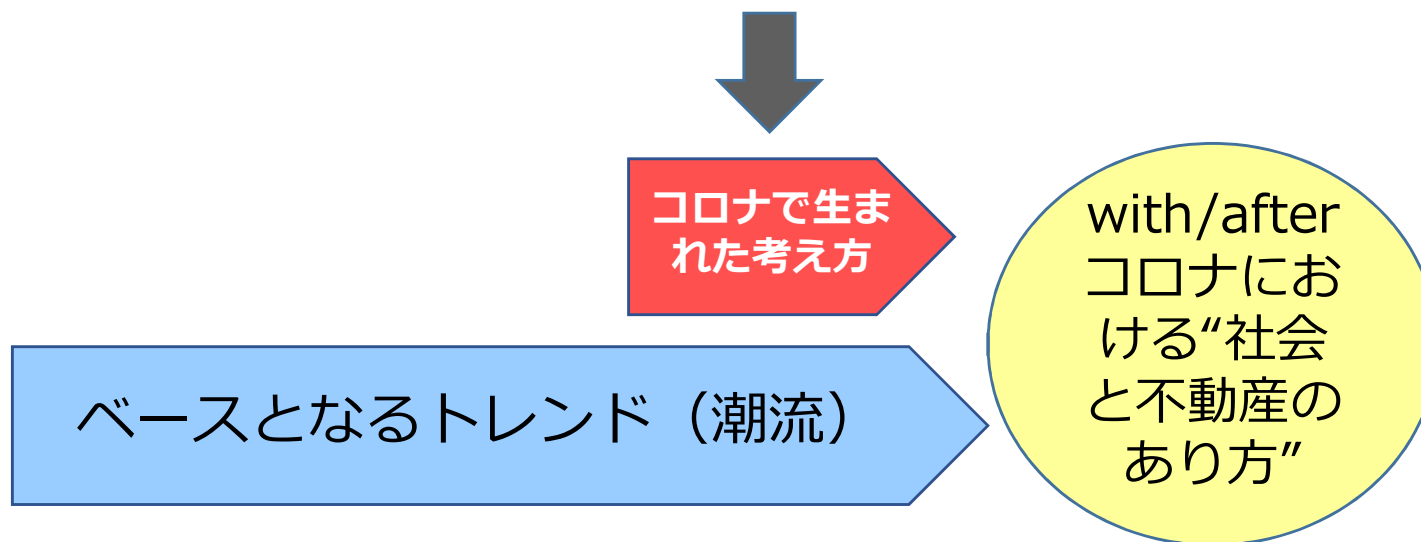 コロナで生ま
れた考え方
with/after
コロナにお
ける“社会
と不動産の
あり方”
ベースとなるトレンド（潮流）